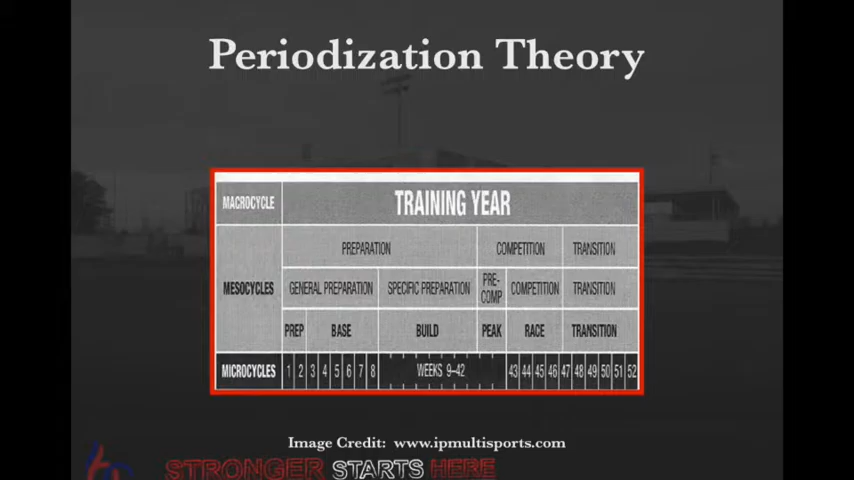 Periodization Theory
MACROCYCLE TRAINING YEAR
PREPARATION COMPETITION TRANSITION
MESOCYCLES GENERAL PREPARATION SPECIFIC PREPARATION PRE-COMP COMPETITION TRANSITION
PREP BASE BUILD PEAK RACE TRANSITION
MICROCYCLES 1 2 3 4 5 6 7 8 WEEKS 9–42 43 44 45 46 47 48 49 50 51 52
Image Credit: www.ipmultisports.com
STRONGER STARTS HERE